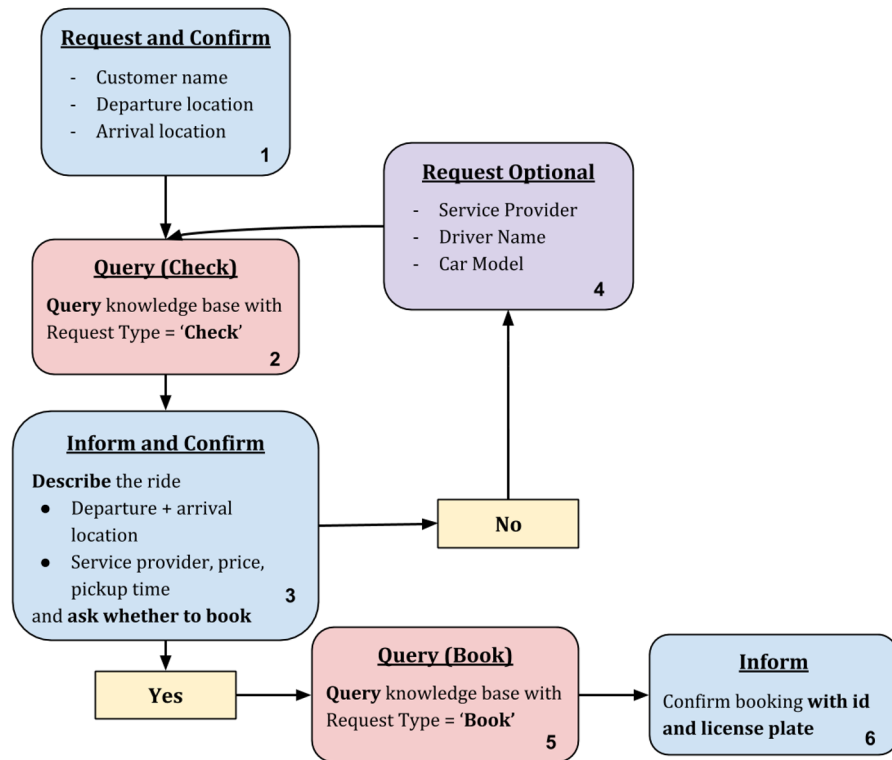 Request and Confirm
- Customer name
- Departure location
- Arrival location
1
Request Optional
- Service Provider
- Driver Name
- Car Model
4
Query (Check)
Query knowledge base with
Request Type = ‘Check’
2
Inform and Confirm
Describe the ride
● Departure + arrival
location
● Service provider, price,
pickup time
and ask whether to book
3
No
Yes
Query (Book)
Query knowledge base with
Request Type = ‘Book’
5
Inform
Confirm booking with id
and license plate
6